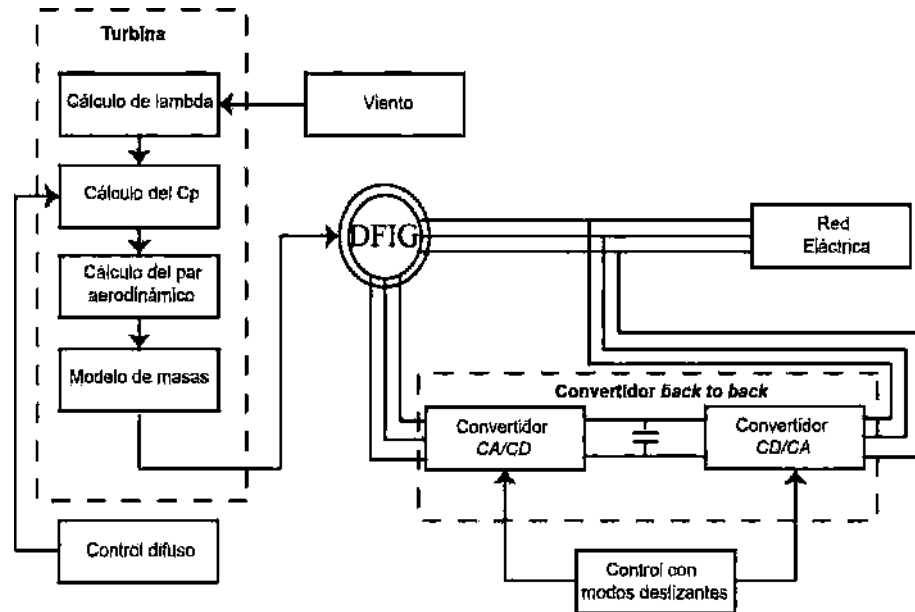 Turbina
Cálculo de lambda
Viento
Cálculo del Cp
DFIG
Red
Eléctrica
Cálculo del par
aerodinámico
Modelo de masas
Convertidor back to back
Convertidor
CA/CD
Convertidor
CD/CA
Control difuso
Control con
modos deslizantes